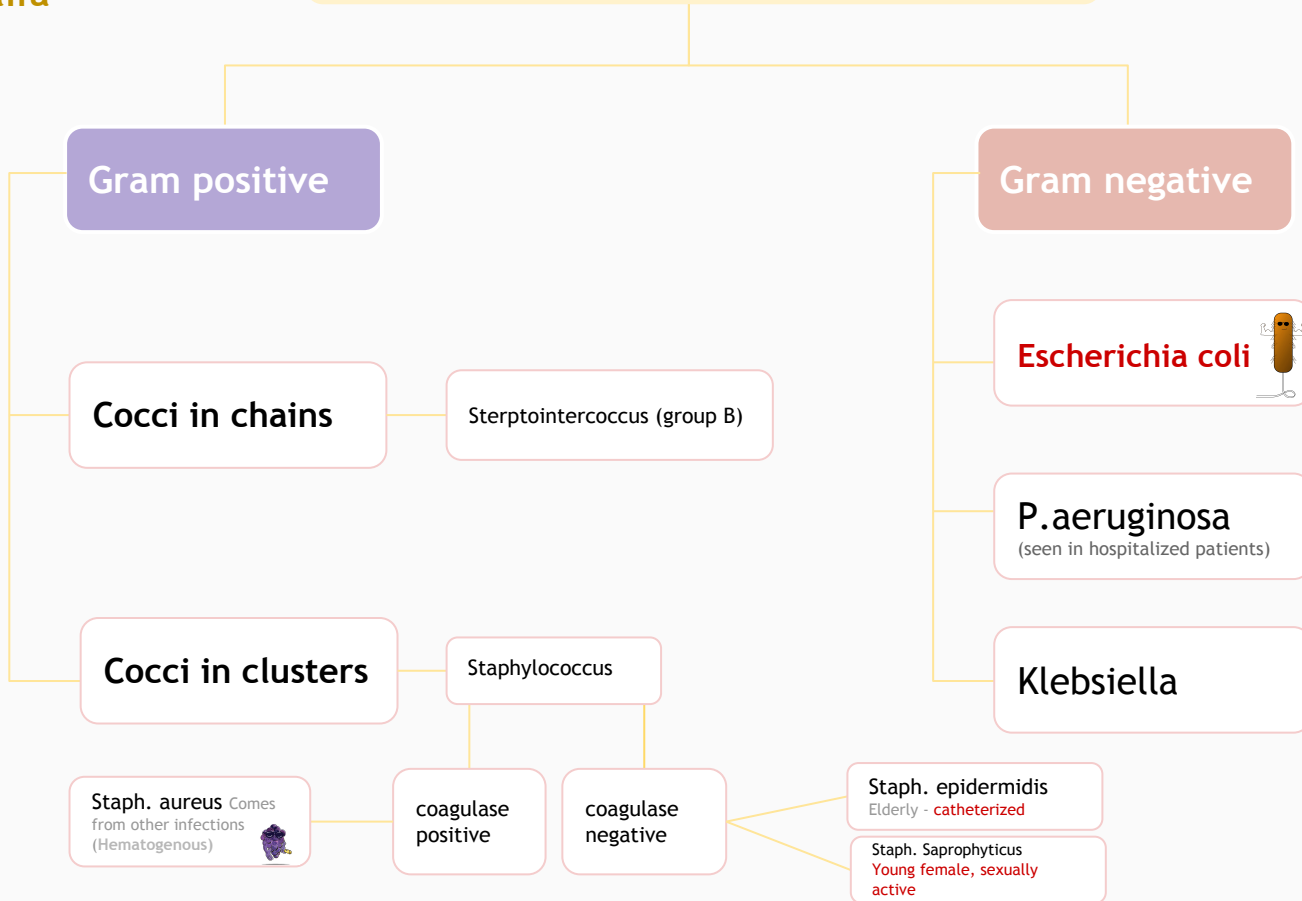 Gram positive
Gram negative
Escherichia coli
Cocci in chains
Sterptointercoccus (group B)
P.aeruginosa
(seen in hospitalized patients)
Cocci in clusters
Staphylococcus
Klebsiella
Staph. aureus Comes
from other infections
(Hematogenous)
coagulase
positive
coagulase
negative
Staph. epidermidis
Elderly - catheterized
Staph. Saprophyticus
Young female, sexually
active